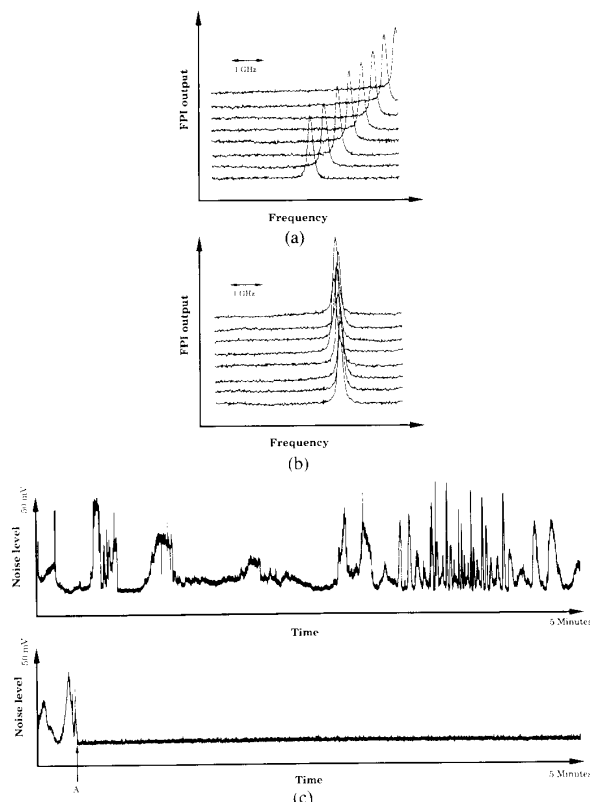 1 GHz
FPI output
Frequency
(a)
1 GHz
FPI output
Frequency
(b)
50 mV
Noise level
Time
5 Minutes
50 mV
Noise level
A
Time
5 Minutes
(c)